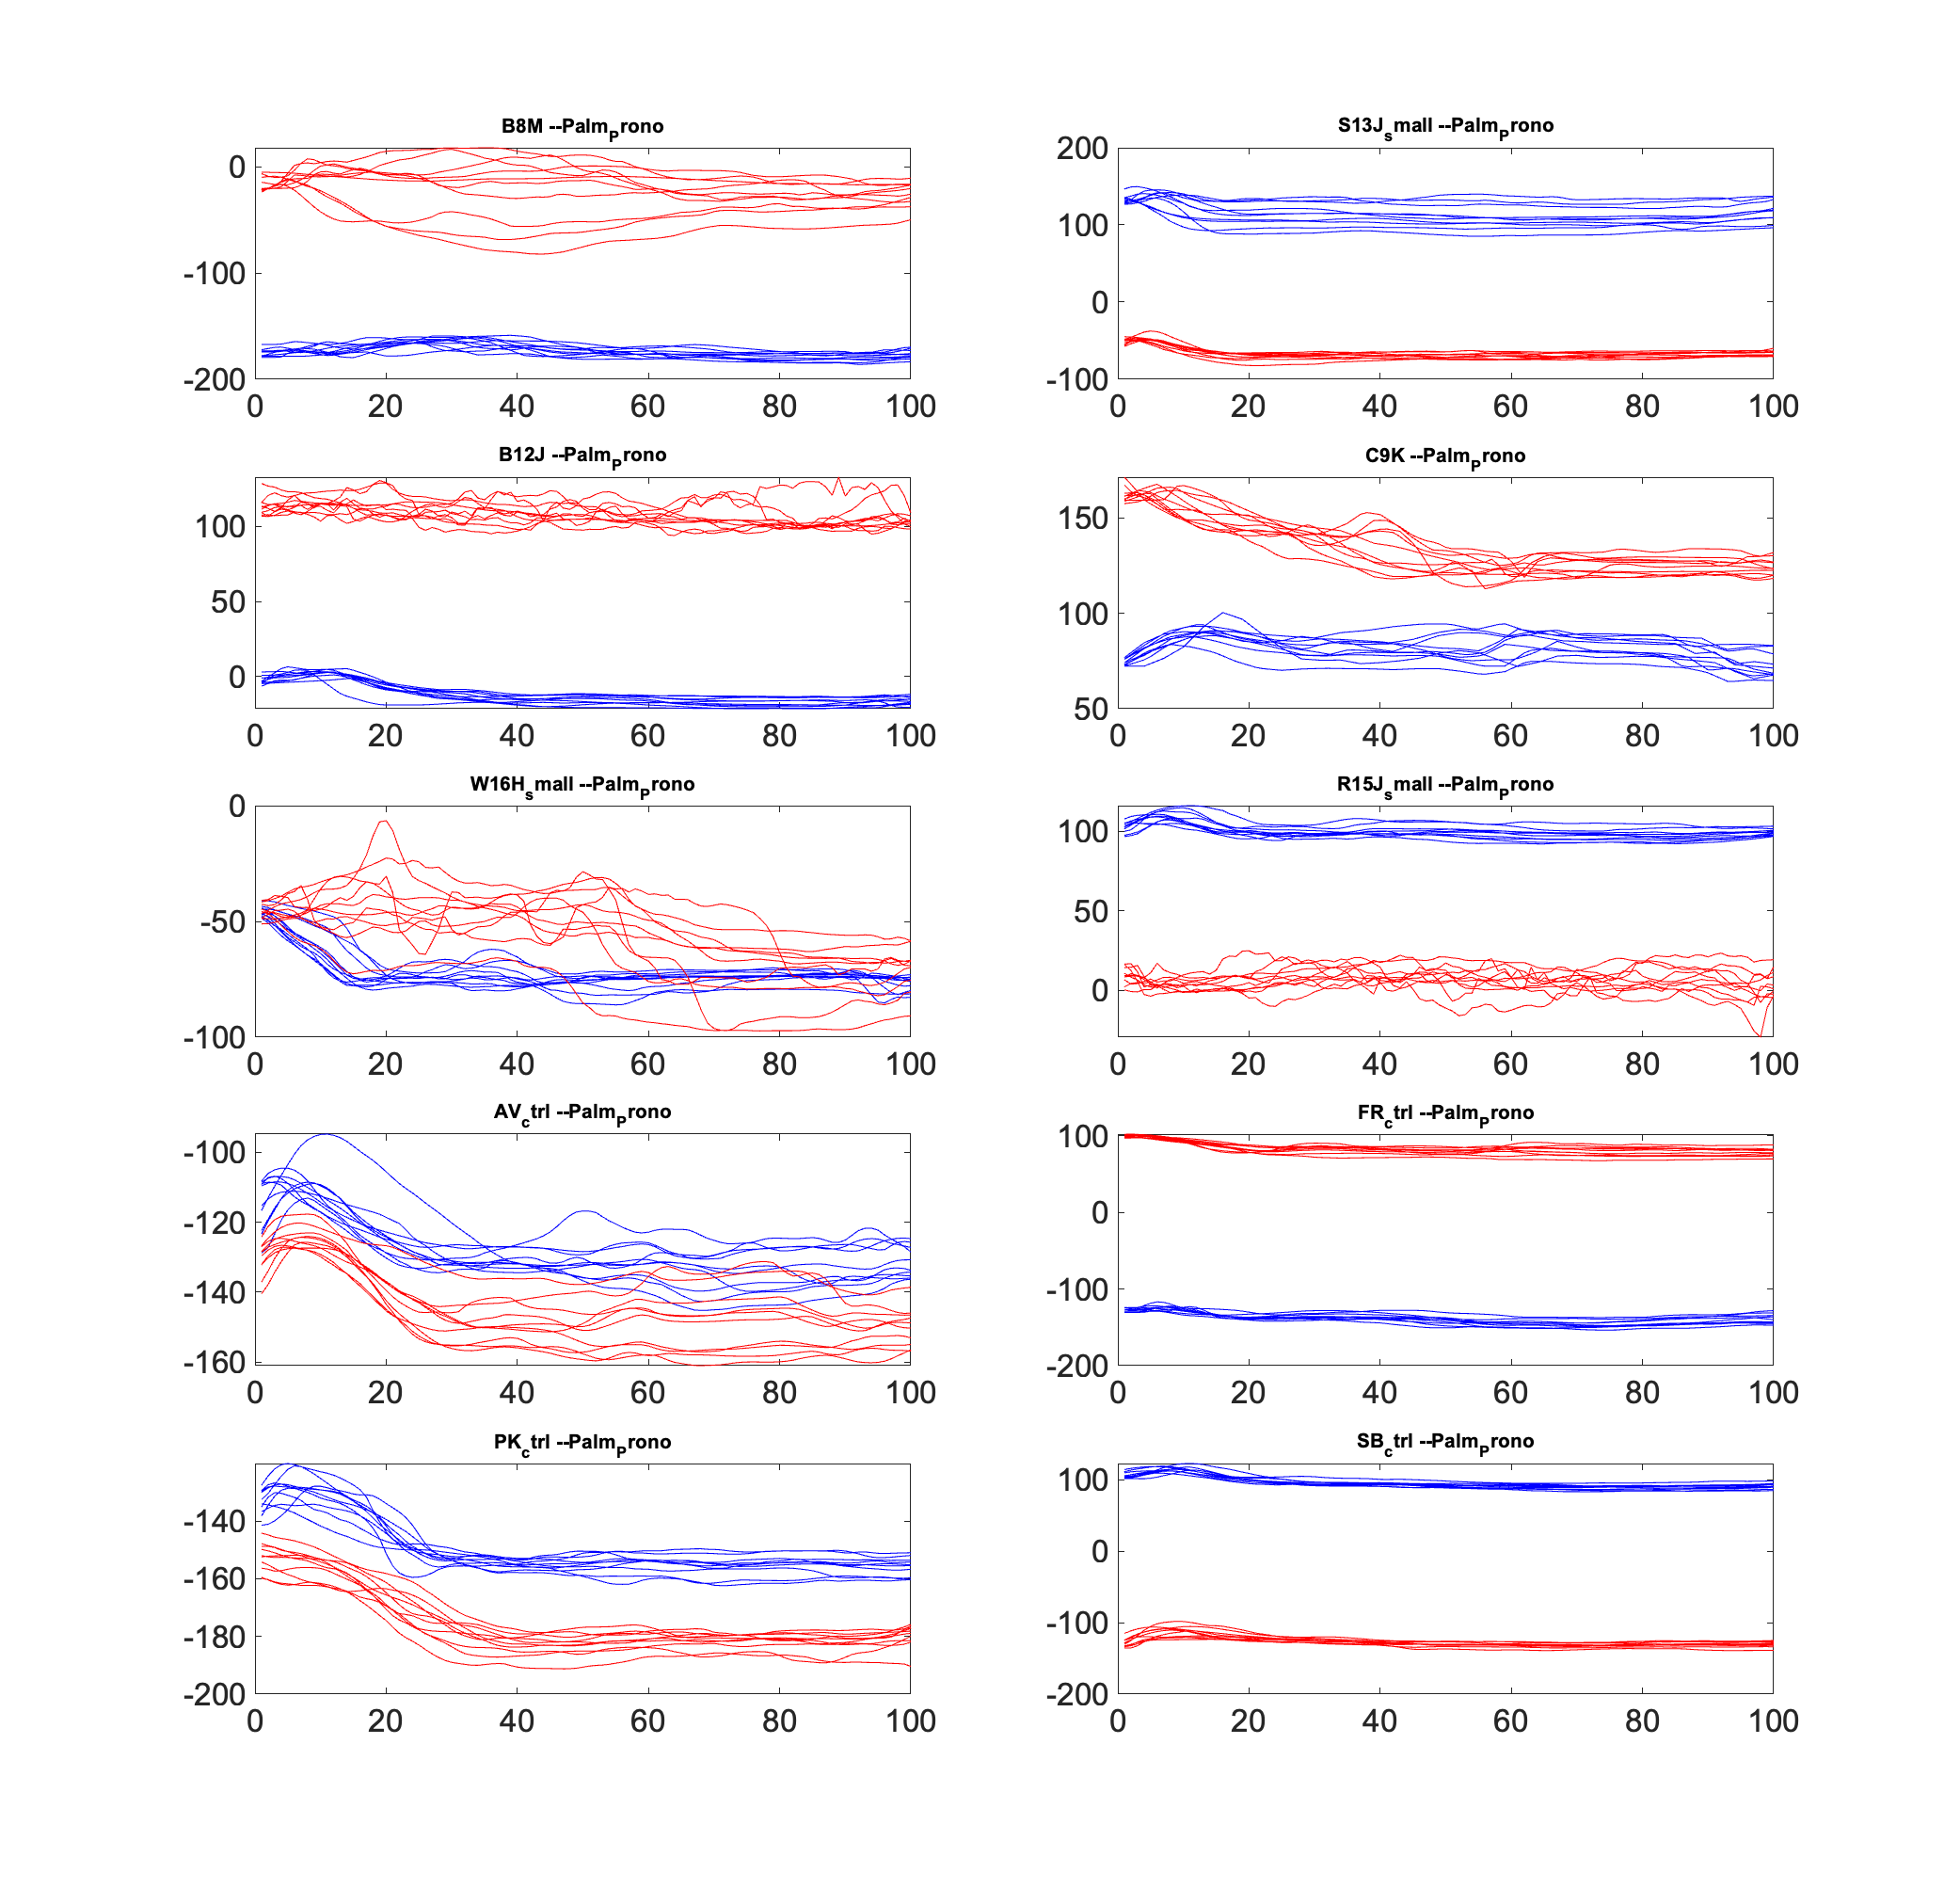 B8M --Palm_Prono
0
-100
-200
0 20 40 60 80 100
S13J_small --Palm_Prono
200
100
0
-100
0 20 40 60 80 100
B12J --Palm_Prono
100
50
0
0 20 40 60 80 100
C9K --Palm_Prono
150
100
50
0 20 40 60 80 100
W16H_small --Palm_Prono
0
-50
-100
0 20 40 60 80 100
R15J_small --Palm_Prono
100
50
0
0 20 40 60 80 100
AV_ctrl --Palm_Prono
-100
-120
-140
-160
0 20 40 60 80 100
FR_ctrl --Palm_Prono
100
0
-100
-200
0 20 40 60 80 100
PK_ctrl --Palm_Prono
-140
-160
-180
-200
0 20 40 60 80 100
SB_ctrl --Palm_Prono
100
0
-100
-200
0 20 40 60 80 100